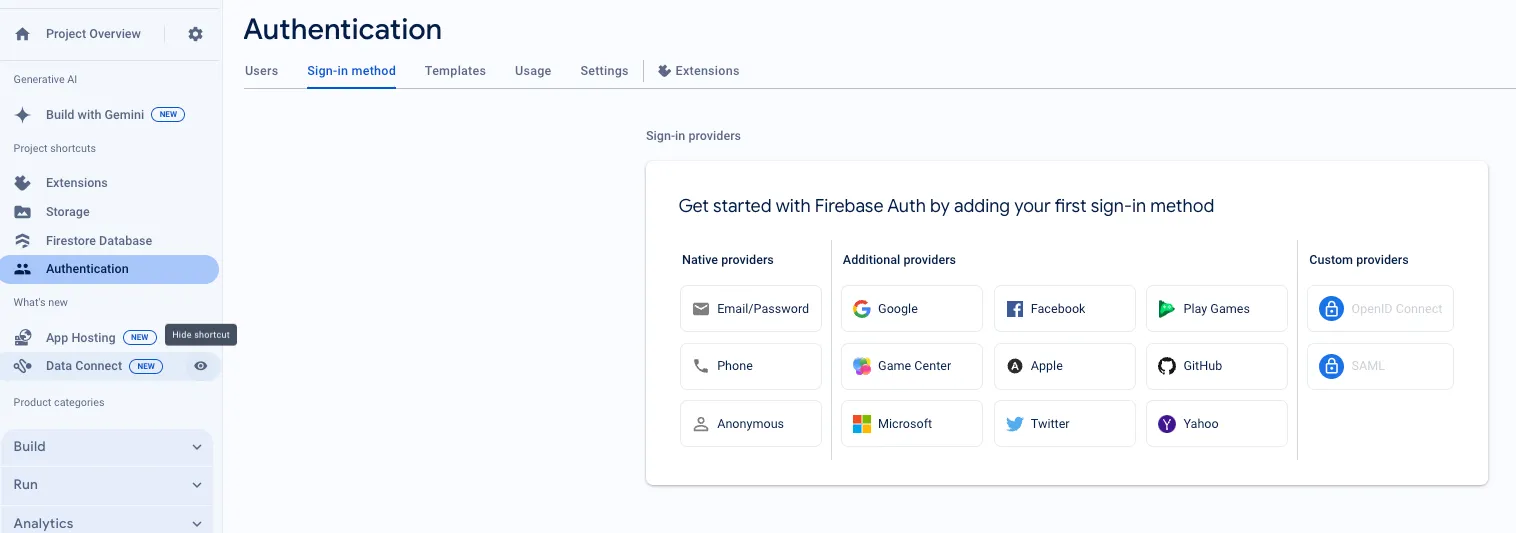 Project Overview
Generative AI
Build with Gemini NEW
Project shortcuts
Extensions
Storage
Firestore Database
Authentication
What's new
App Hosting NEW
Hide shortcut
Data Connect NEW
Product categories
Build
Run
Analytics
Authentication
Users Sign-in method Templates Usage Settings Extensions
Sign-in providers
Get started with Firebase Auth by adding your first sign-in method
Native providers
Email/Password
Phone
Anonymous
Additional providers
Google Facebook Play Games
Game Center Apple GitHub
Microsoft Twitter Yahoo
Custom providers
OpenID Connect
SAML